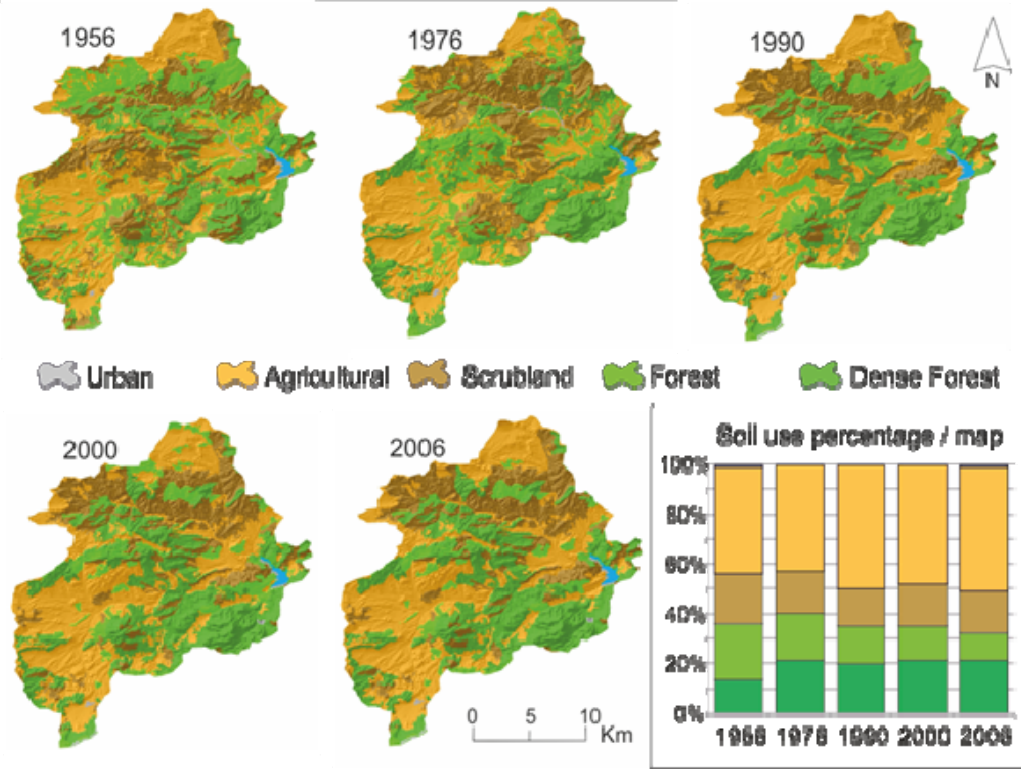 1956
1976
1990
N
Urban
Agricultural
Scrubland
Forest
Dense Forest
2000
2006
0 5 10
Km
Soil use percentage / map
100%
80%
60%
40%
20%
0%
1956 1976 1990 2000 2006